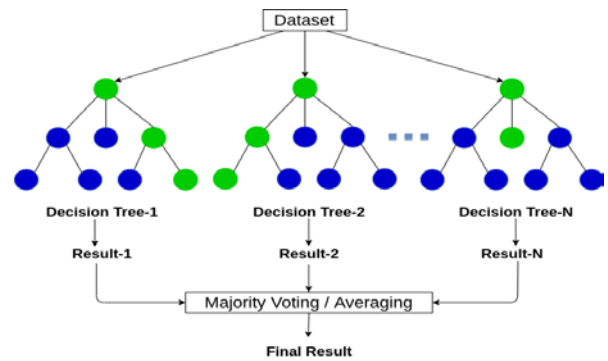 Dataset
Decision Tree-1 Decision Tree-2 Decision Tree-N
Result-1 Result-2 Result-N
Majority Voting / Averaging
Final Result